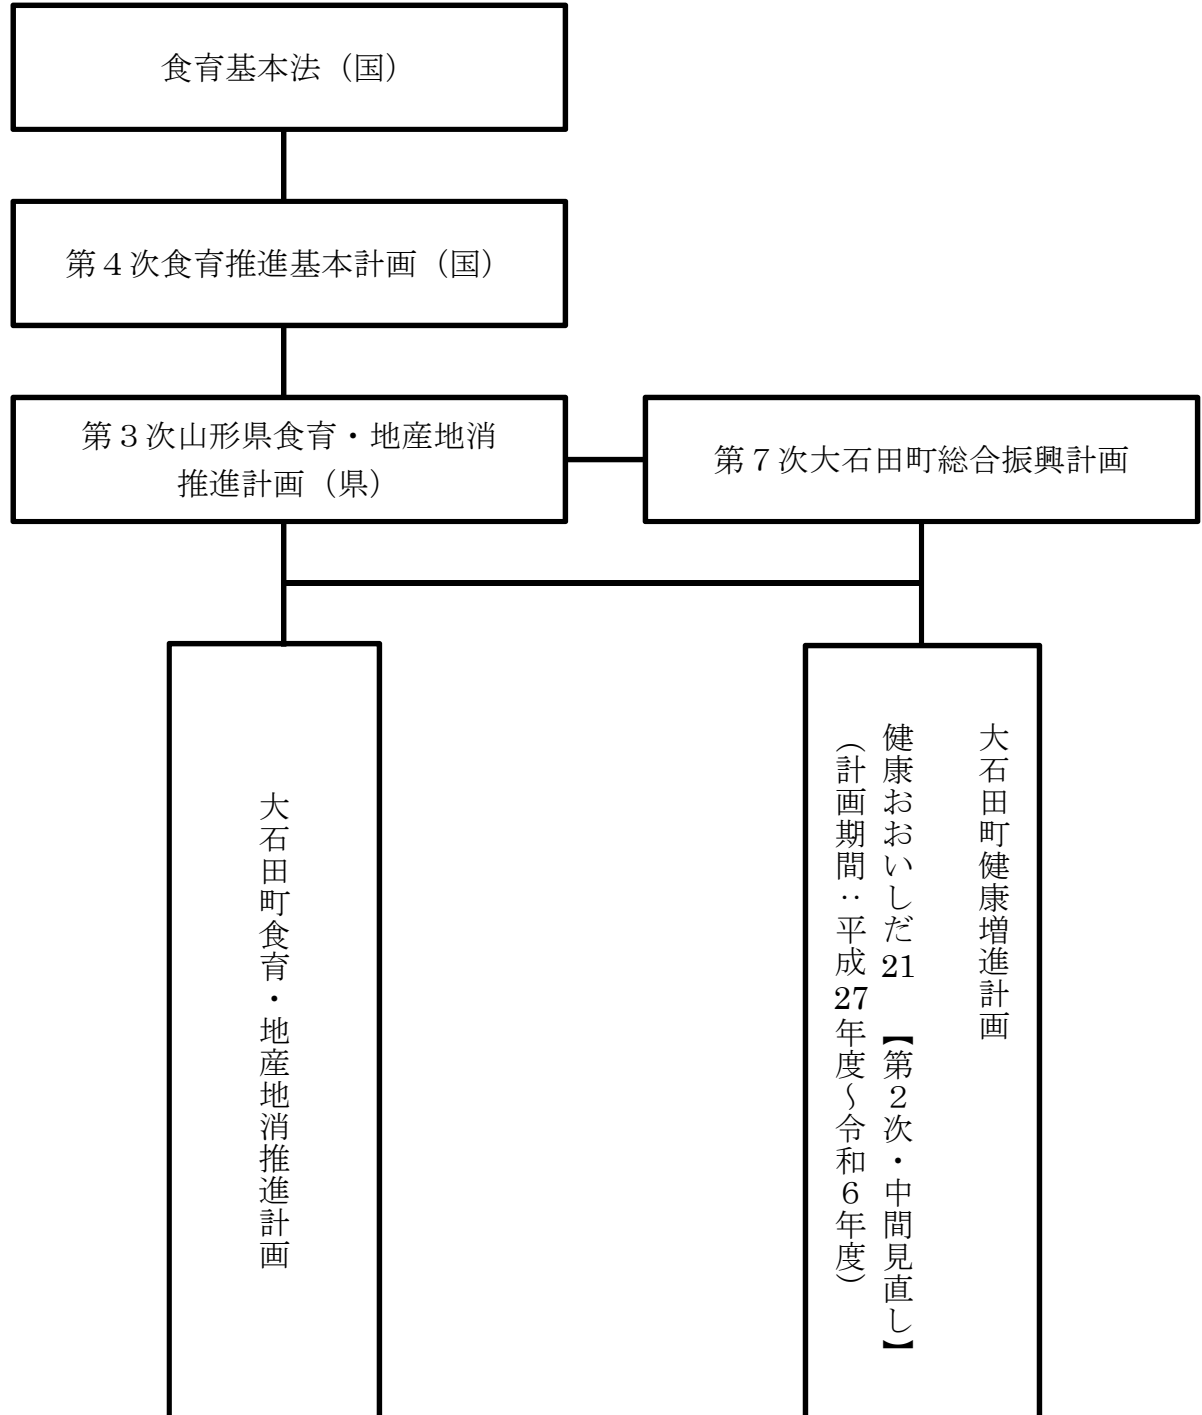 食育基本法（国）
第４次食育推進基本計画（国）
第３次山形県食育・地産地消
推進計画（県）
第７次大石田町総合振興計画
大石田町食育・地産地消推進計画
大石田町健康増進計画
健康おおいしだ21　【第２次・中間見直し】
（計画期間：平成27年度～令和６年度）